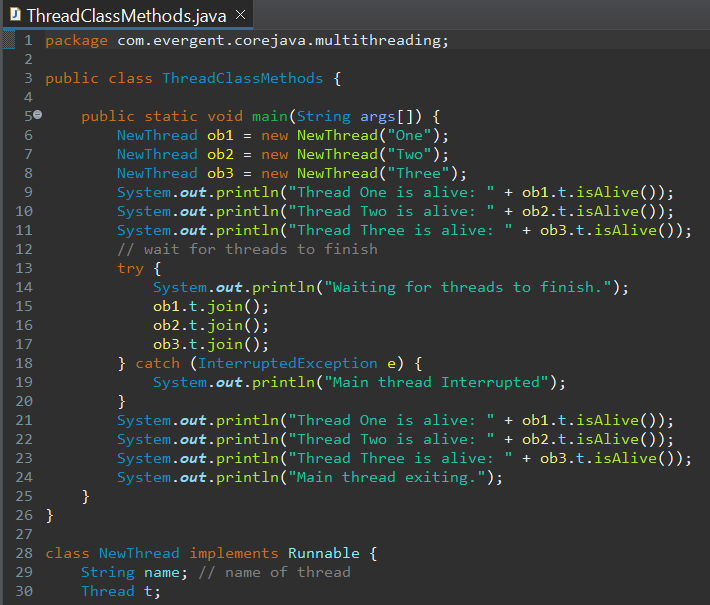 ThreadClassMethods.java
1 package com.evergent.corejava.multithreading;
2
3 public class ThreadClassMethods {
4
5     public static void main(String args[]) {
6         NewThread ob1 = new NewThread("One");
7         NewThread ob2 = new NewThread("Two");
8         NewThread ob3 = new NewThread("Three");
9         System.out.println("Thread One is alive: " + ob1.t.isAlive());
10         System.out.println("Thread Two is alive: " + ob2.t.isAlive());
11         System.out.println("Thread Three is alive: " + ob3.t.isAlive());
12         // wait for threads to finish
13         try {
14             System.out.println("Waiting for threads to finish.");
15             ob1.t.join();
16             ob2.t.join();
17             ob3.t.join();
18         } catch (InterruptedException e) {
19             System.out.println("Main thread Interrupted");
20         }
21         System.out.println("Thread One is alive: " + ob1.t.isAlive());
22         System.out.println("Thread Two is alive: " + ob2.t.isAlive());
23         System.out.println("Thread Three is alive: " + ob3.t.isAlive());
24         System.out.println("Main thread exiting.");
25     }
26 }
27
28 class NewThread implements Runnable {
29     String name; // name of thread
30     Thread t;